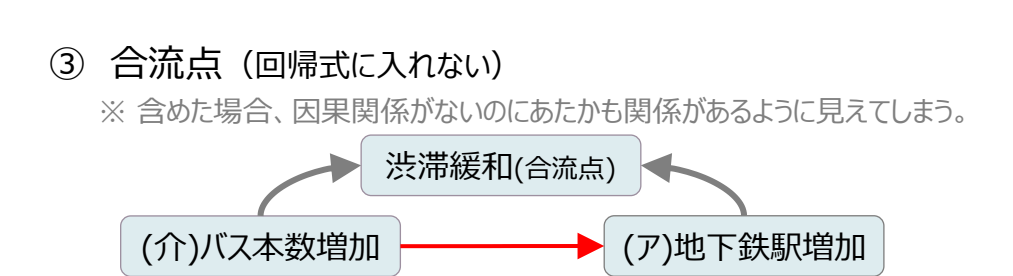 ③ 合流点（回帰式に入れない）
※ 含めた場合、因果関係がないのにあたかも関係があるように見えてしまう。
渋滞緩和(合流点)
(介)バス本数増加
(ア)地下鉄駅増加